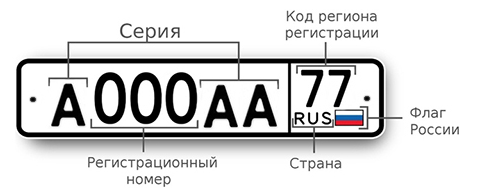 Серия
Код региона
регистрации
А000АА
77
RUS
Флаг
России
Регистрационный
номер
Страна